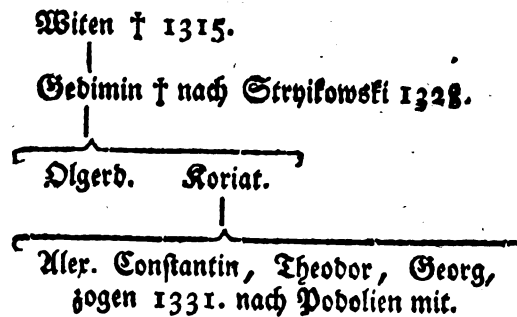 Witen † 1315.
Gedimin † nach Stryikowski 1328.
Olgerd. Koriat.
Alex. Constantin, Theodor, Georg,
zogen 1331. nach Podolien mit.